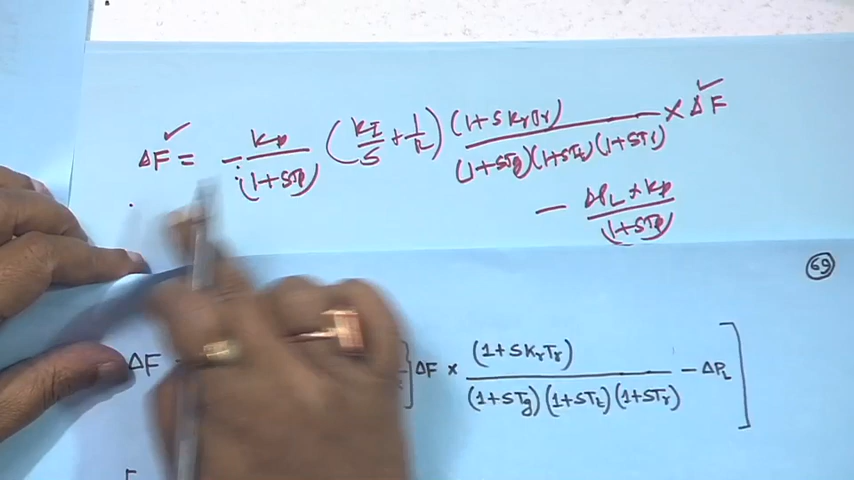 ΔF = - Kp/(1+STp) (KI/S + 1/R) (1+SKrTr)/((1+STg)(1+STt)(1+STr)) × ΔF
- ΔPL * Kp/(1+STp)
69
ΔF
ΔF × (1+SKrTr)/((1+STg)(1+STt)(1+STr)) - ΔPL ]